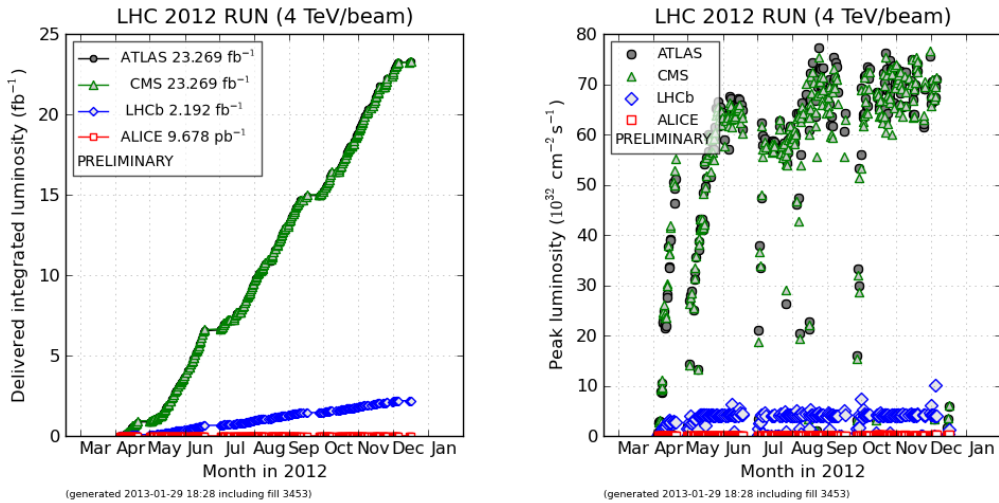 LHC 2012 RUN (4 TeV/beam)
25
20
15
10
5
0
Delivered integrated luminosity (fb⁻¹)
ATLAS 23.269 fb⁻¹
CMS 23.269 fb⁻¹
LHCb 2.192 fb⁻¹
ALICE 9.678 pb⁻¹
PRELIMINARY
Mar Apr May Jun Jul Aug Sep Oct Nov Dec Jan
Month in 2012
(generated 2013-01-29 18:28 including fill 3453)
LHC 2012 RUN (4 TeV/beam)
80
70
60
50
40
30
20
10
0
Peak luminosity (10³² cm⁻² s⁻¹)
ATLAS
CMS
LHCb
ALICE
PRELIMINARY
Mar Apr May Jun Jul Aug Sep Oct Nov Dec Jan
Month in 2012
(generated 2013-01-29 18:28 including fill 3453)